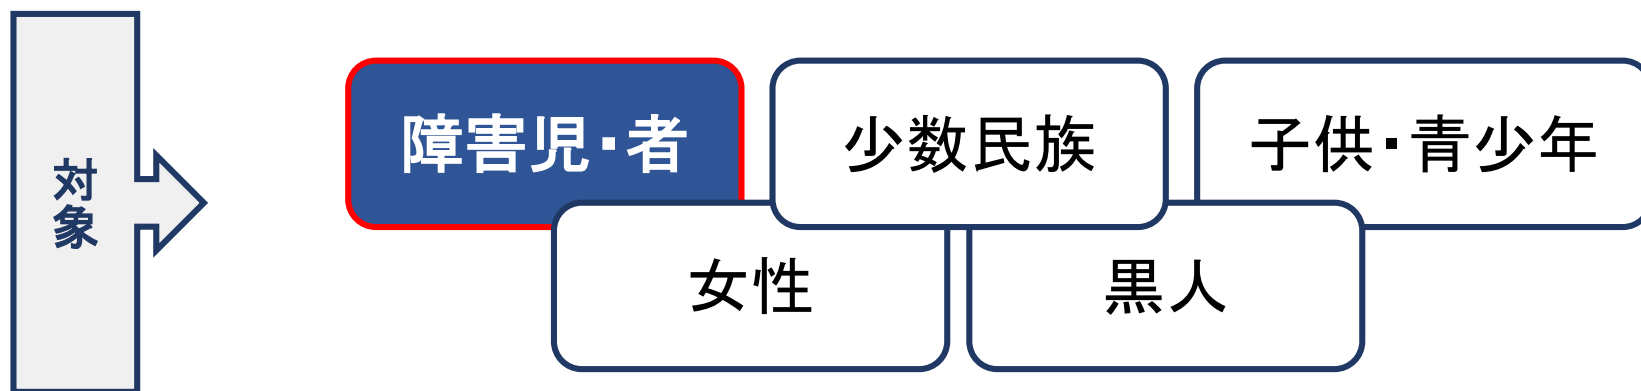 対象
障害児・者
少数民族
子供・青少年
女性
黒人